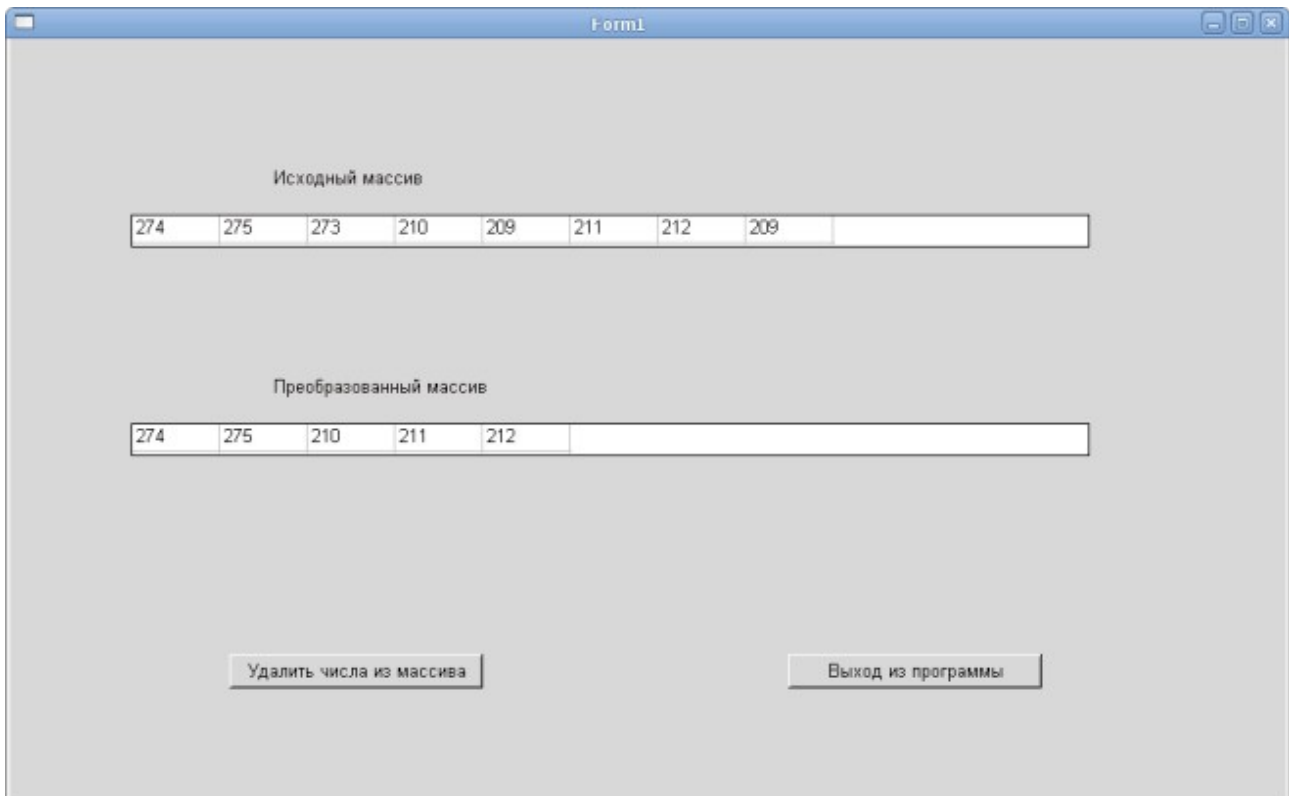 Form1
Исходный массив
274 275 273 210 209 211 212 209
Преобразованный массив
274 275 210 211 212
Удалить числа из массива Выход из программы